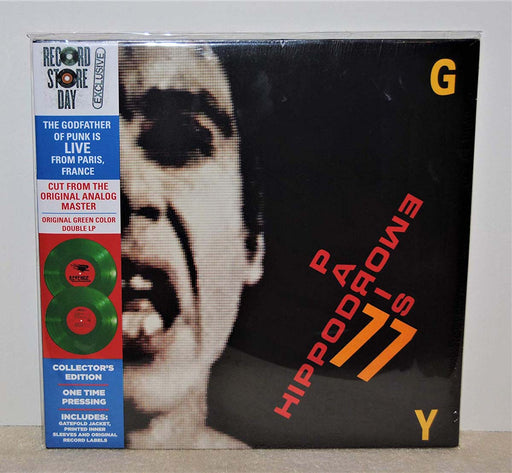 RECORD
STORE
DAY
EXCLUSIVE
THE GODFATHER
OF PUNK IS
LIVE
FROM PARIS,
FRANCE
CUT FROM THE
ORIGINAL ANALOG
MASTER
ORIGINAL GREEN COLOR
DOUBLE LP
COLLECTOR'S
EDITION
ONE TIME
PRESSING
INCLUDES:
GATEFOLD JACKET,
PRINTED INNER
SLEEVES AND ORIGINAL
RECORD LABELS
G
PARIS
HIPPODROME
77
Y